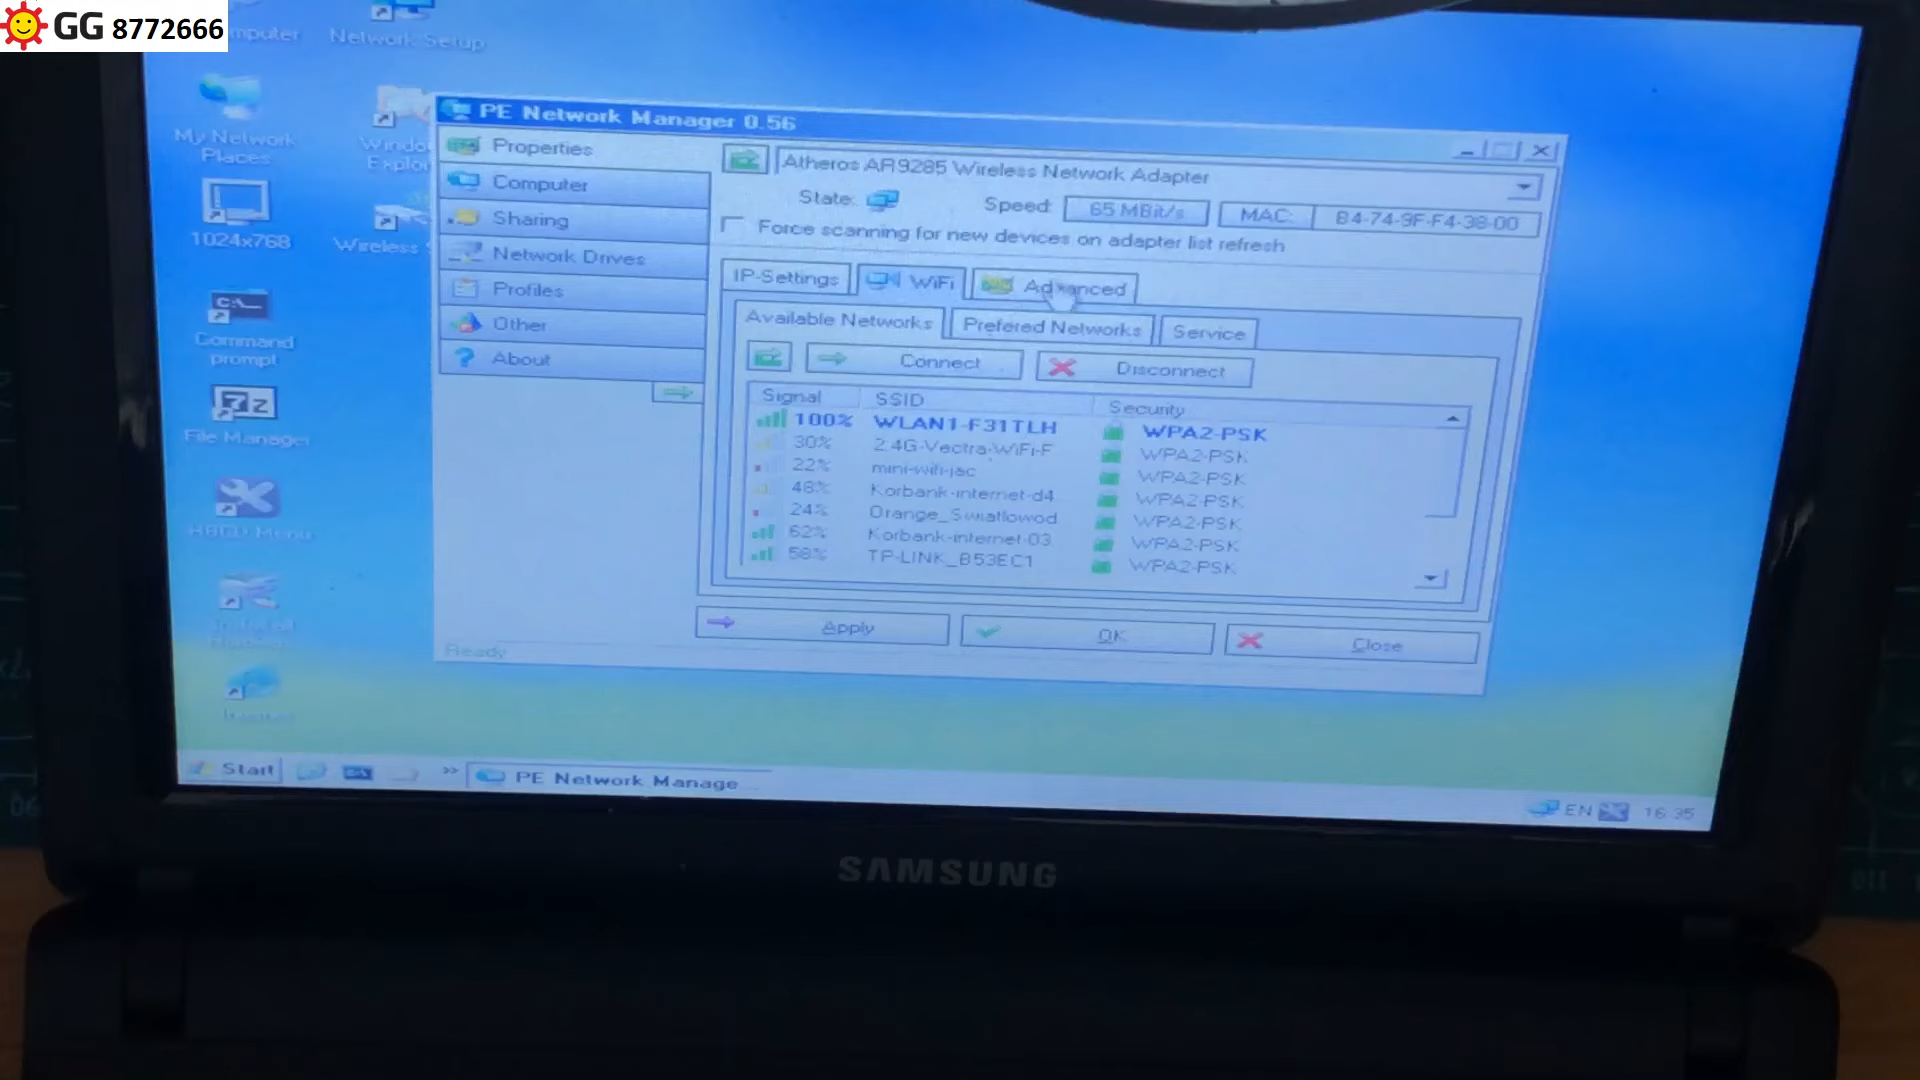 GG 8772666
Network Setup
My Network
Places
1024x768
Wireless
Command
prompt
File Manager
HBCD Menu
PE Network Manager 0.56
Properties
Computer
Sharing
Network Drives
Profiles
Other
About
Atheros AR9285 Wireless Network Adapter
State:
Speed: 65 MBit/s MAC: B4-74-9F-F4-38-00
Force scanning for new devices on adapter list refresh
IP-Settings WiFi Advanced
Available Networks Prefered Networks Service
Connect Disconnect
Signal SSID Security
100% WLAN1-F31TLH WPA2-PSK
30% 2.4G-Vectra-WiFi-F WPA2-PSK
22% mini-wifi-jac WPA2-PSK
48% Korbank-internet-d4 WPA2-PSK
24% Orange_Swiatlowod WPA2-PSK
62% Korbank-internet-03 WPA2-PSK
58% TP-LINK_B53EC1 WPA2-PSK
Apply OK Close
Ready
Start >> PE Network Manage
EN 16:35
SAMSUNG